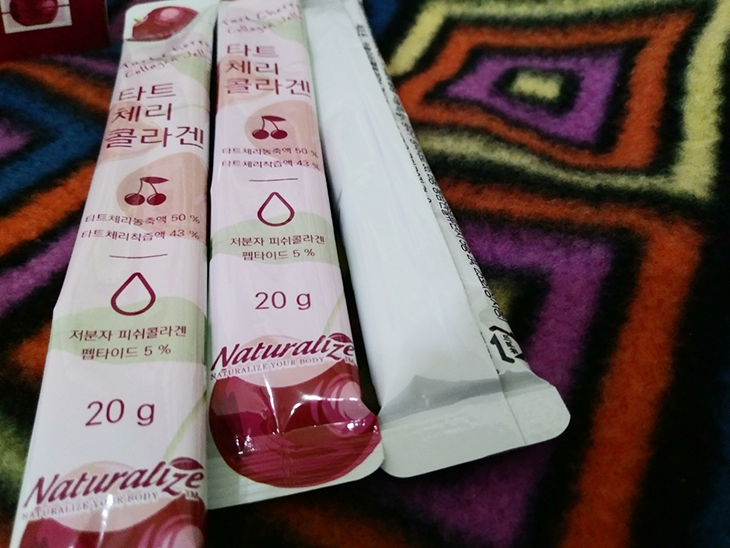 타트
체리
콜라겐
타트체리농축액 50 %
타트체리착즙액 43 %
저분자 피쉬콜라겐
펩타이드 5 %
20 g
Naturalize
NATURALIZE YOUR BODY
Tart Cherry
타트
체리
콜라겐
타트체리농축액 50 %
타트체리착즙액 43 %
저분자 피쉬콜라겐
펩타이드 5 %
20 g
Naturalize
NATURALIZE YOUR BODY